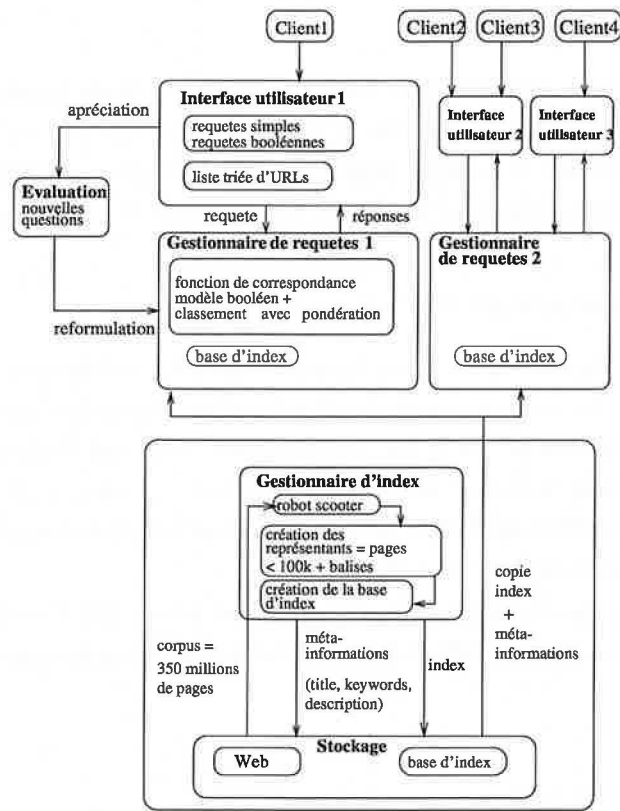 Client1
Client2
Client3
Client4
Interface utilisateur 1
requetes simples
requetes booléennes
liste triée d'URLs
Interface
utilisateur 2
Interface
utilisateur 3
apréciation
Evaluation
nouvelles
questions
requete
réponses
Gestionnaire de requetes 1
fonction de correspondance
modèle booléen +
classement avec pondération
base d'index
reformulation
Gestionnaire
de requetes 2
base d'index
Gestionnaire d'index
robot scooter
création des
représentants = pages
< 100k + balises
création de la base
d'index
corpus =
350 millions
de pages
méta-
informations
(title, keywords,
description)
index
copie
index
+
méta-
informations
Stockage
Web
base d'index